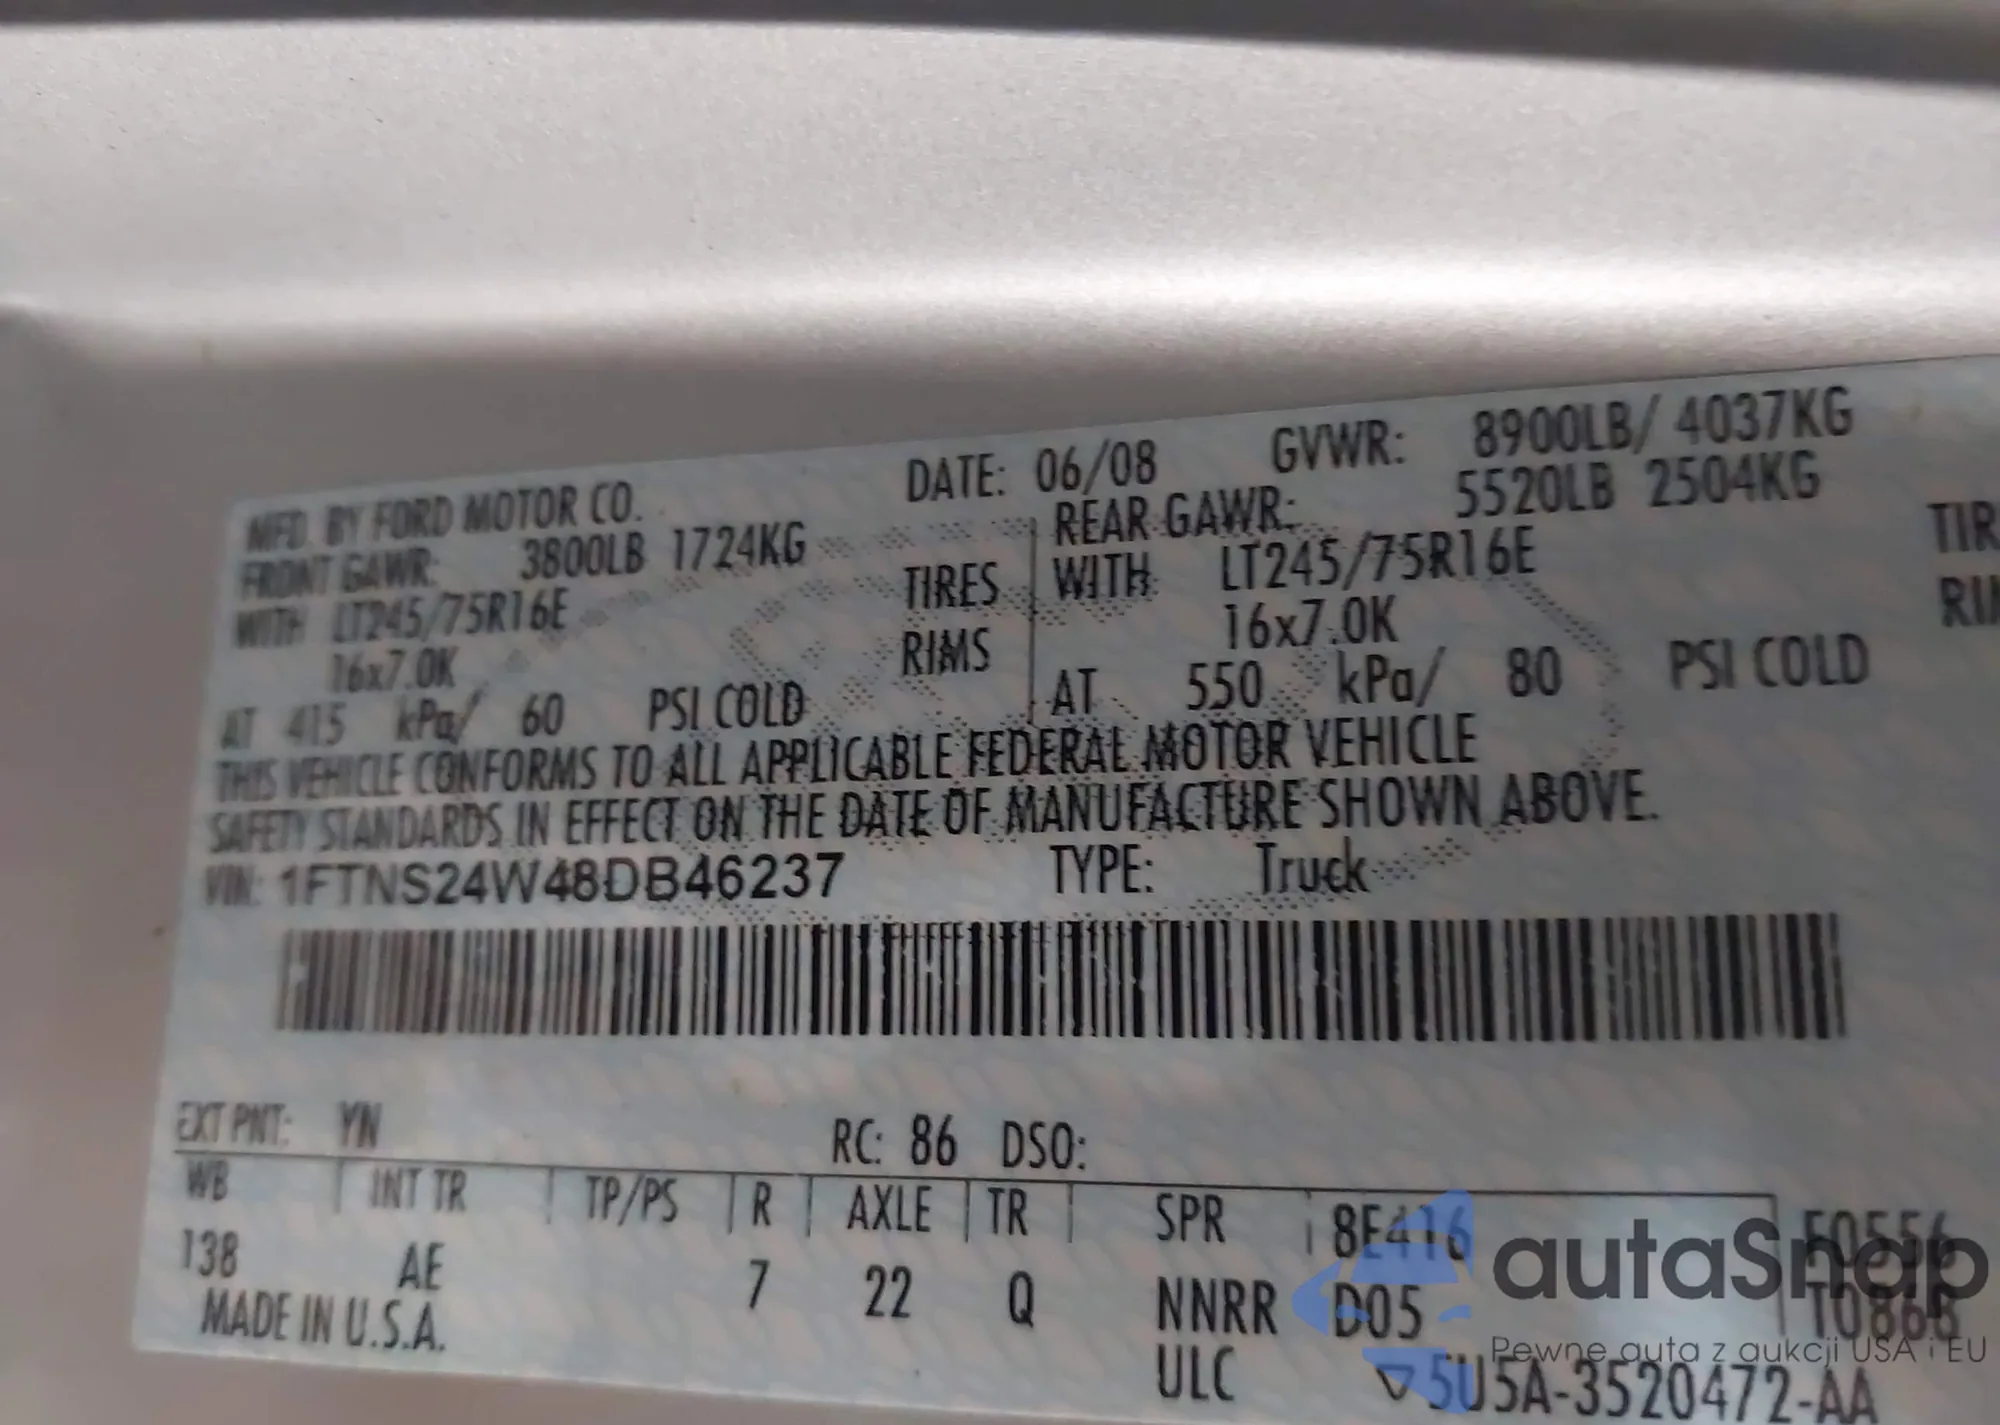 MFD. BY FORD MOTOR CO. DATE: 06/08 GVWR: 8900LB/ 4037KG
FRONT GAWR: 3800LB 1724KG REAR GAWR: 5520LB 2504KG
WITH LT245/75R16E TIRES WITH LT245/75R16E TIR
16x7.0K RIMS 16x7.0K RI
AT 415 kPa/ 60 PSI COLD AT 550 kPa/ 80 PSI COLD
THIS VEHICLE CONFORMS TO ALL APPLICABLE FEDERAL MOTOR VEHICLE
SAFETY STANDARDS IN EFFECT ON THE DATE OF MANUFACTURE SHOWN ABOVE.
VIN: 1FTNS24W48DB46237 TYPE: Truck
EXT PNT: YN RC: 86 DSO:
WB INT TR TP/PS R AXLE TR SPR 8E416 E0556
138 AE 7 22 Q NNRR D05 T0868
MADE IN U.S.A. ULC 5U5A-3520472-AA
autaSnap
Pewne auta z aukcji USA i EU